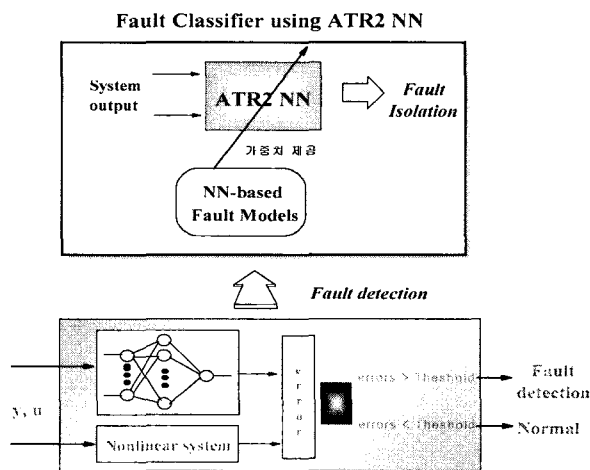 Fault Classifier using ATR2 NN
System
output
ATR2 NN
Fault
Isolation
가중치 제공
NN-based
Fault Models
Fault detection
y, u
Nonlinear system
error
errors > Theshold
Fault
detection
errors < Theshold
Normal